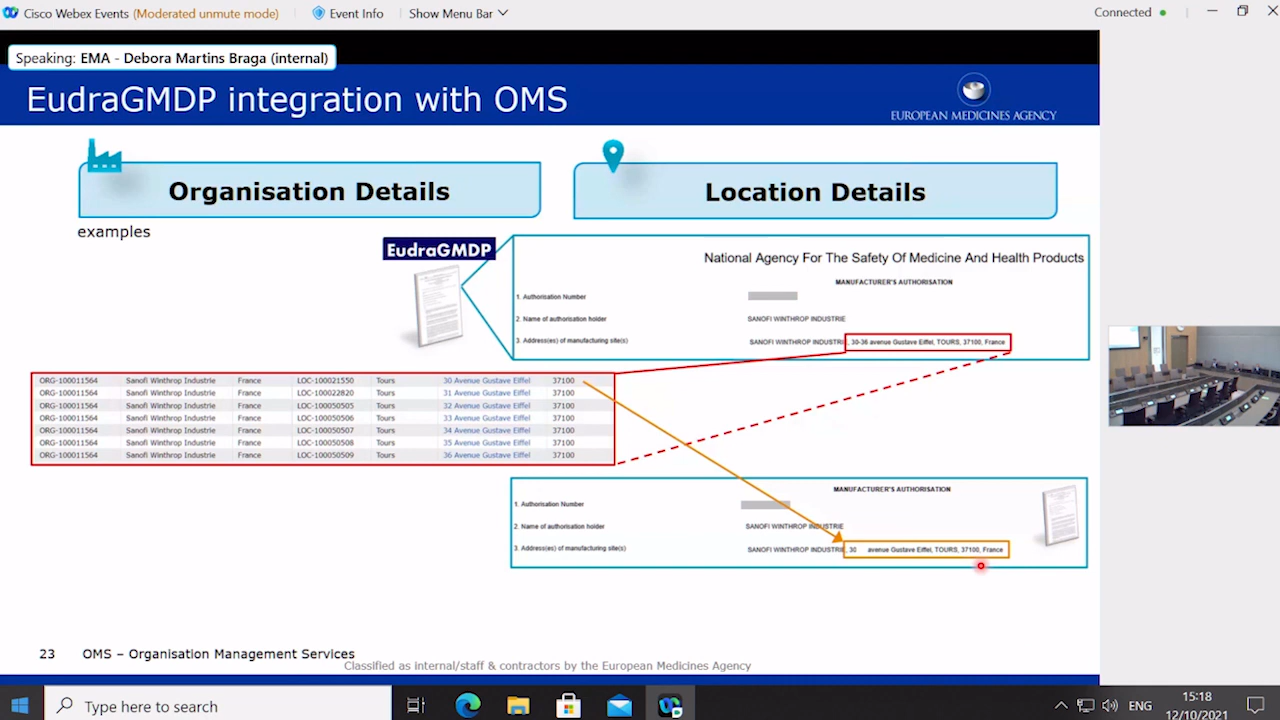 Cisco Webex Events (Moderated unmute mode)
Event Info
Show Menu Bar
Connected
Speaking: EMA - Debora Martins Braga (internal)
EudraGMDP integration with OMS
EUROPEAN MEDICINES AGENCY
Organisation Details
Location Details
examples
EudraGMDP
National Agency For The Safety Of Medicine And Health Products
MANUFACTURER'S AUTHORISATION
1. Authorisation Number
2. Name of authorisation holder SANOFI WINTHROP INDUSTRIE
3. Address(es) of manufacturing site(s) SANOFI WINTHROP INDUSTRIE, 30-36 avenue Gustave Eiffel, TOURS, 37100, France
ORG-100011564 Sanofi Winthrop Industrie France LOC-100021550 Tours 30 Avenue Gustave Eiffel 37100
ORG-100011564 Sanofi Winthrop Industrie France LOC-100022820 Tours 31 Avenue Gustave Eiffel 37100
ORG-100011564 Sanofi Winthrop Industrie France LOC-100050505 Tours 32 Avenue Gustave Eiffel 37100
ORG-100011564 Sanofi Winthrop Industrie France LOC-100050506 Tours 33 Avenue Gustave Eiffel 37100
ORG-100011564 Sanofi Winthrop Industrie France LOC-100050507 Tours 34 Avenue Gustave Eiffel 37100
ORG-100011564 Sanofi Winthrop Industrie France LOC-100050508 Tours 35 Avenue Gustave Eiffel 37100
ORG-100011564 Sanofi Winthrop Industrie France LOC-100050509 Tours 36 Avenue Gustave Eiffel 37100
MANUFACTURER'S AUTHORISATION
1. Authorisation Number
2. Name of authorisation holder SANOFI WINTHROP INDUSTRIE
3. Address(es) of manufacturing site(s) SANOFI WINTHROP INDUSTRIE, 30 avenue Gustave Eiffel, TOURS, 37100, France
23 OMS – Organisation Management Services
Classified as internal/staff & contractors by the European Medicines Agency
Type here to search
ENG
15:18
12/10/2021